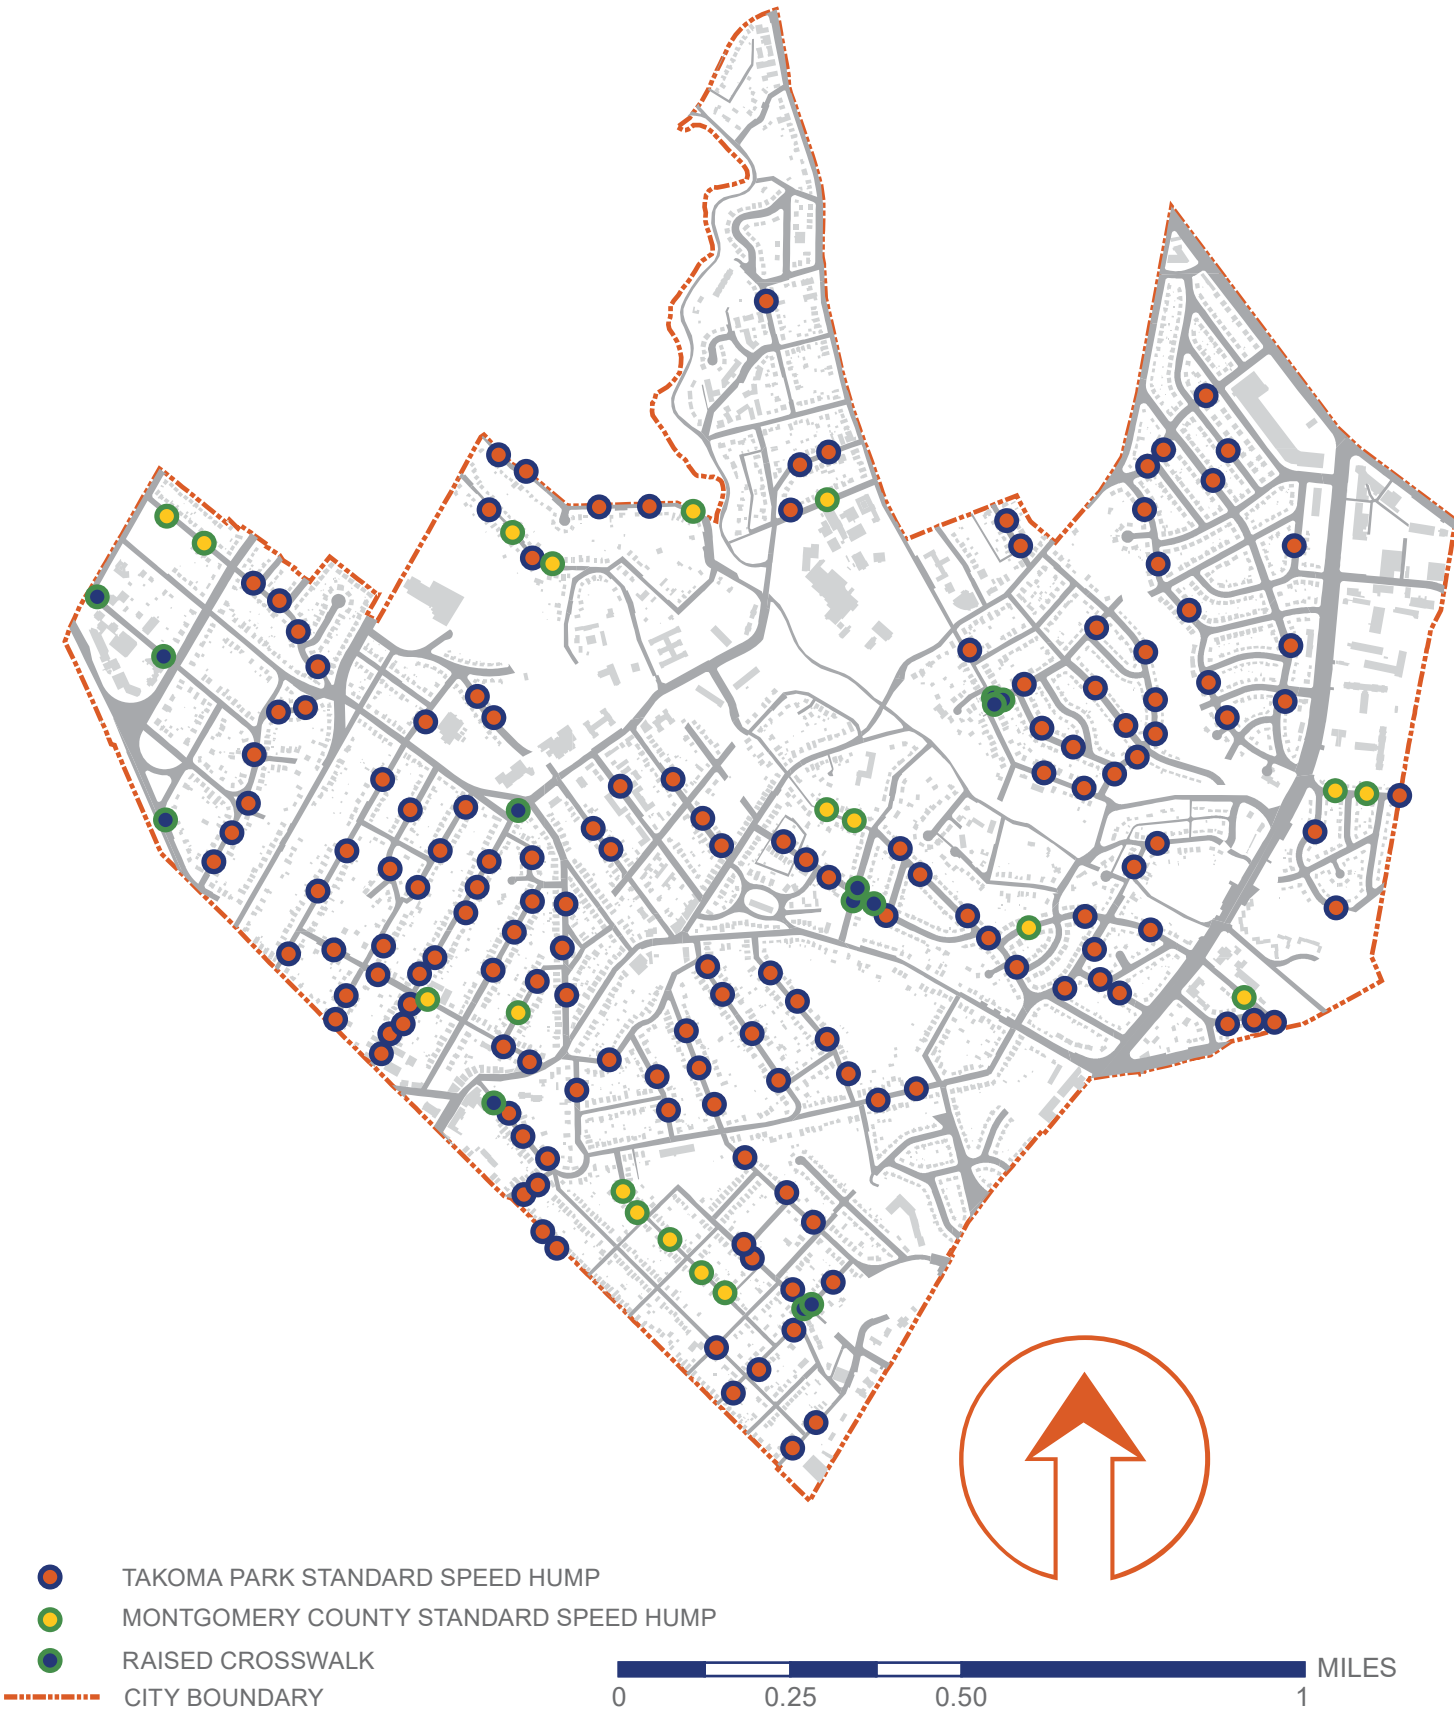 TAKOMA PARK STANDARD SPEED HUMP
MONTGOMERY COUNTY STANDARD SPEED HUMP
RAISED CROSSWALK
CITY BOUNDARY
MILES
0 0.25 0.50 1